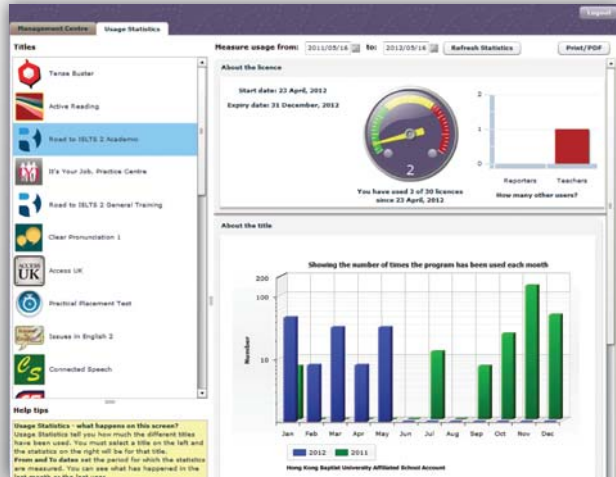 Logout
Management Centre
Usage Statistics
Titles
Measure usage from: 2011/05/16 to: 2012/05/16 Refresh Statistics Print/PDF
Tense Buster
Active Reading
Road to IELTS 2 Academic
It's Your Job, Practice Centre
Road to IELTS 2 General Training
Clear Pronunciation 1
ACCESS UK
Access UK
Practical Placement Test
Issues in English 2
CS
Connected Speech
About the licence
Start date: 23 April, 2012
Expiry date: 31 December, 2012
2
You have used 2 of 30 licences
since 23 April, 2012
2
1
0
Reporters Teachers
How many other users?
About the title
Showing the number of times the program has been used each month
200
100
10
Number
Jan Feb Mar Apr May Jun Jul Aug Sep Oct Nov Dec
2012 2011
Hong Kong Baptist University Affiliated School Account
Help tips
Usage Statistics - what happens on this screen?
Usage Statistics tell you how much the different titles
have been used. You must select a title on the left and
the statistics on the right will be for that title.
From and To dates set the period for which the statistics
are measured. You can see what has happened in the
last month or the last year.